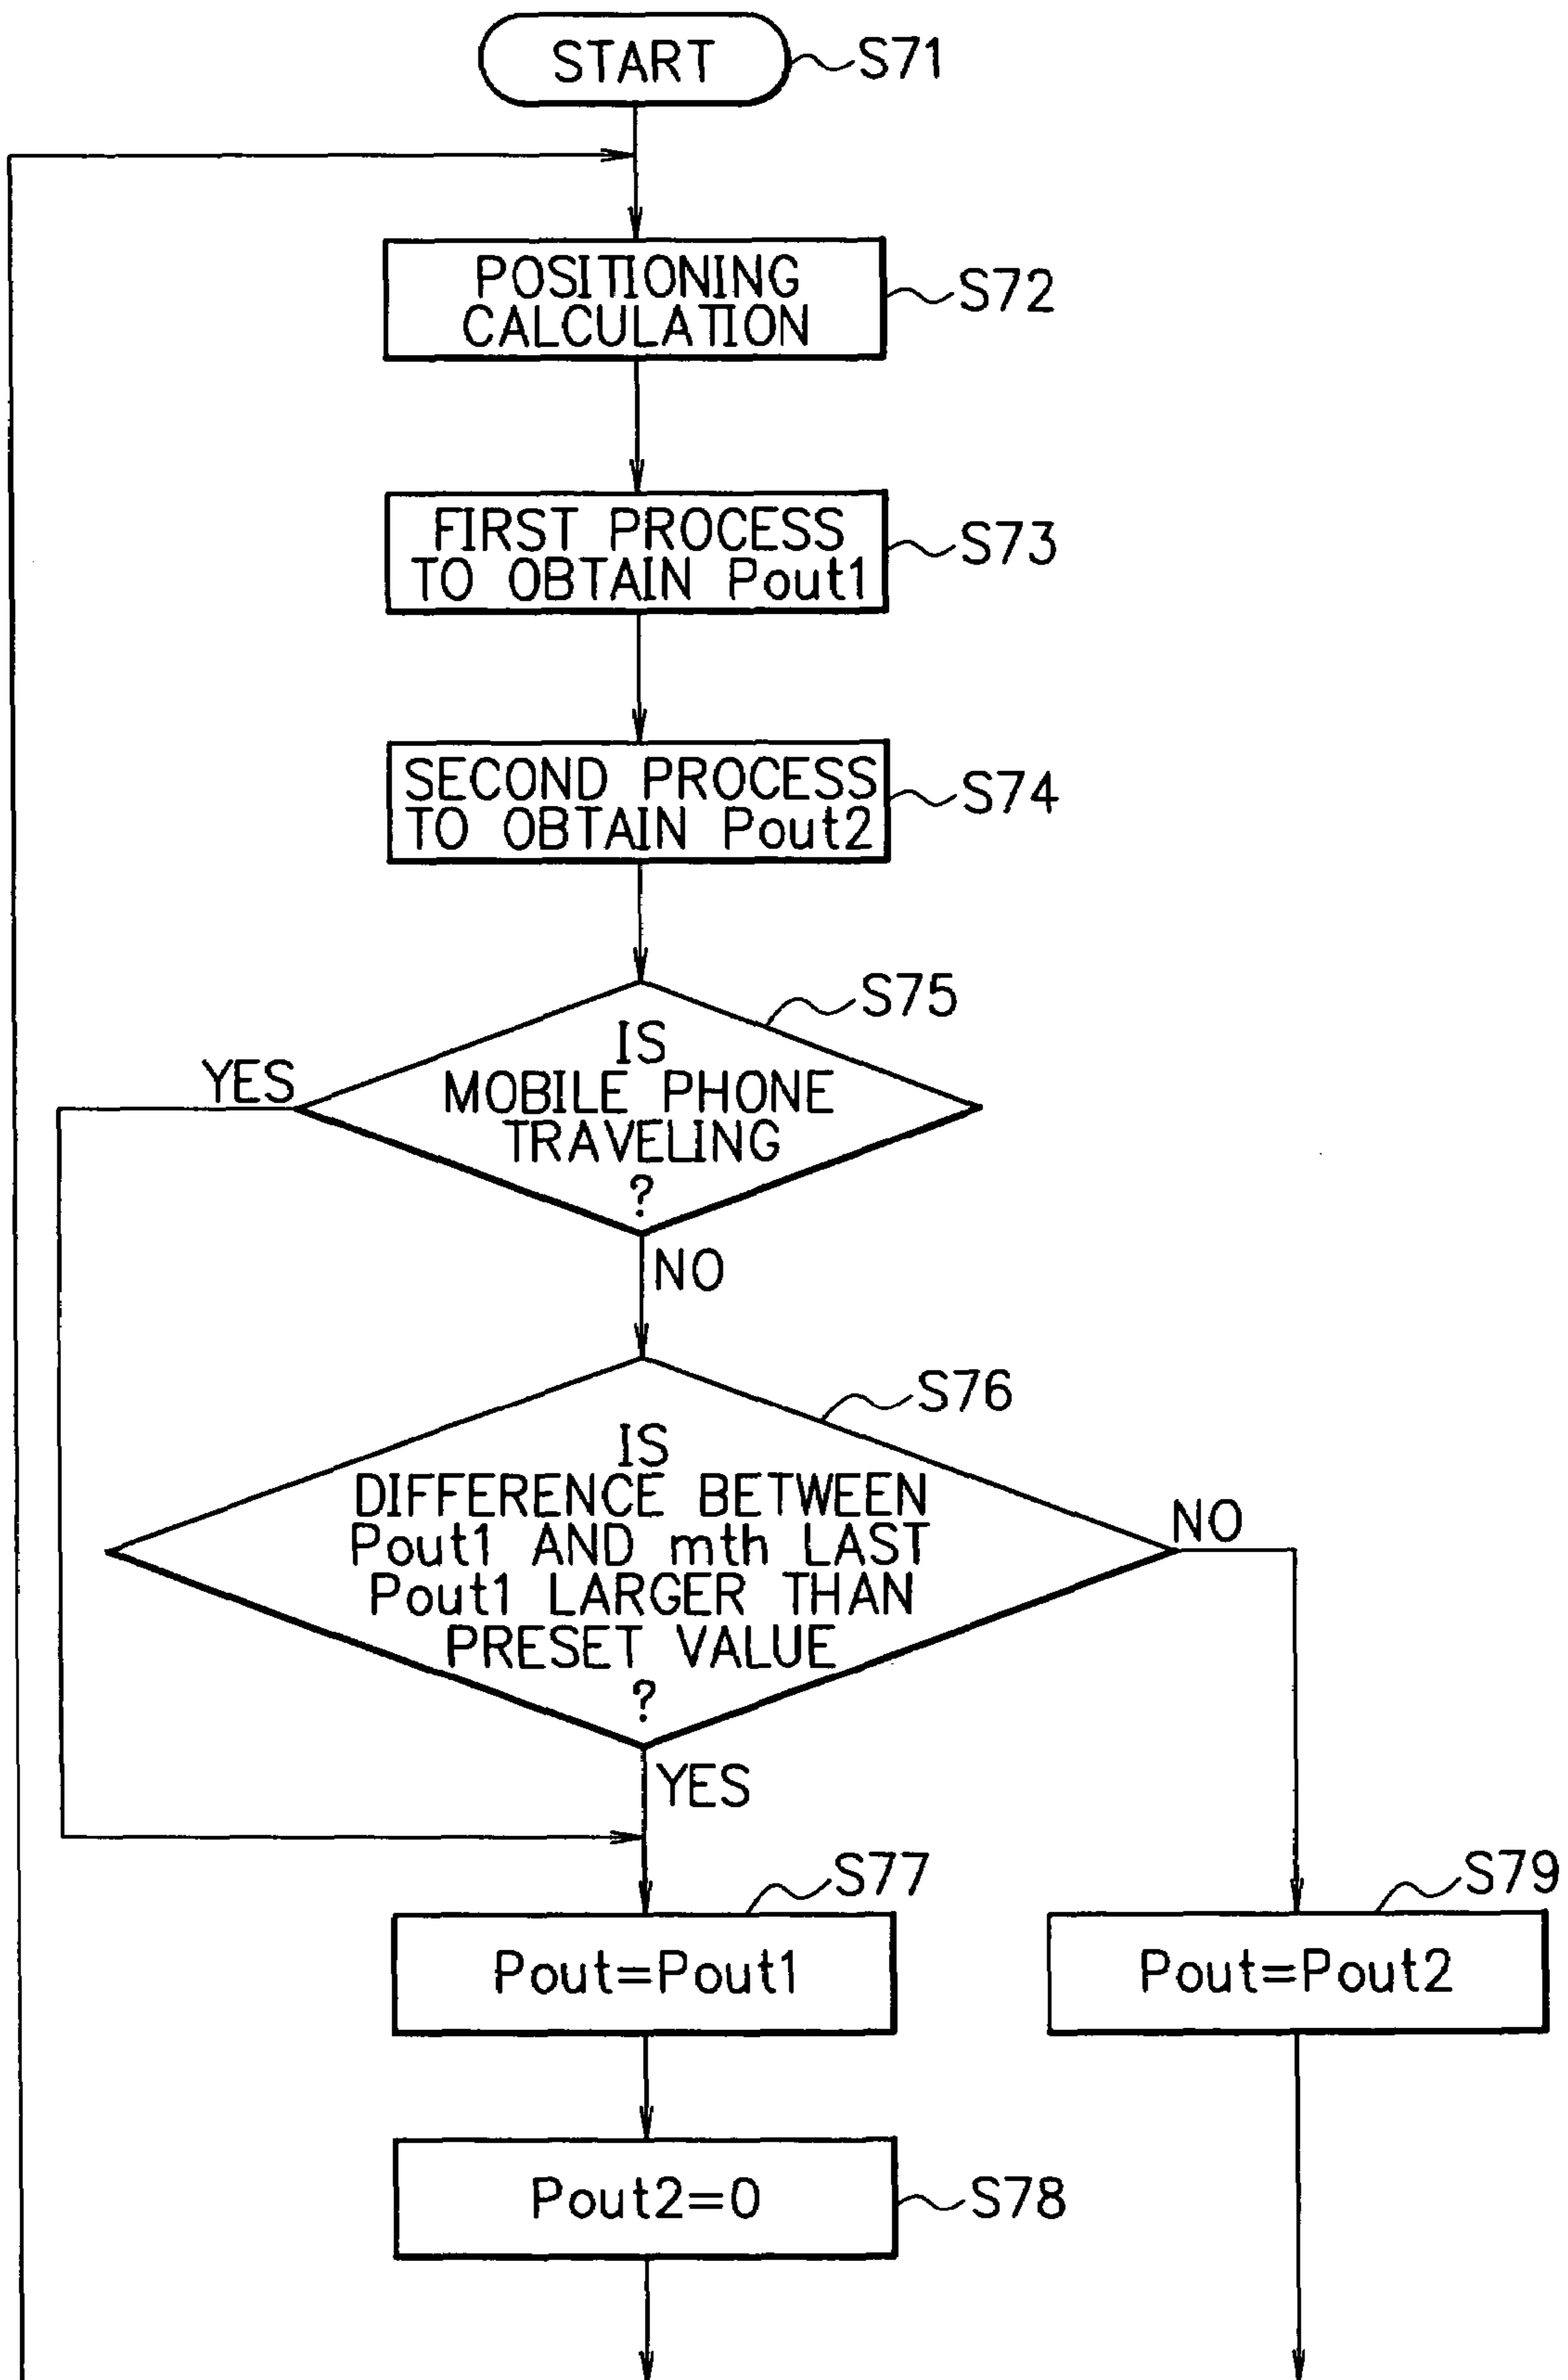 START
S71
POSITIONING
CALCULATION
S72
FIRST PROCESS
TO OBTAIN Pout1
S73
SECOND PROCESS
TO OBTAIN Pout2
S74
S75
IS
MOBILE PHONE
TRAVELING
?
YES
NO
S76
IS
DIFFERENCE BETWEEN
Pout1 AND mth LAST
Pout1 LARGER THAN
PRESET VALUE
?
NO
YES
S77
Pout=Pout1
S79
Pout=Pout2
Pout2=0
S78